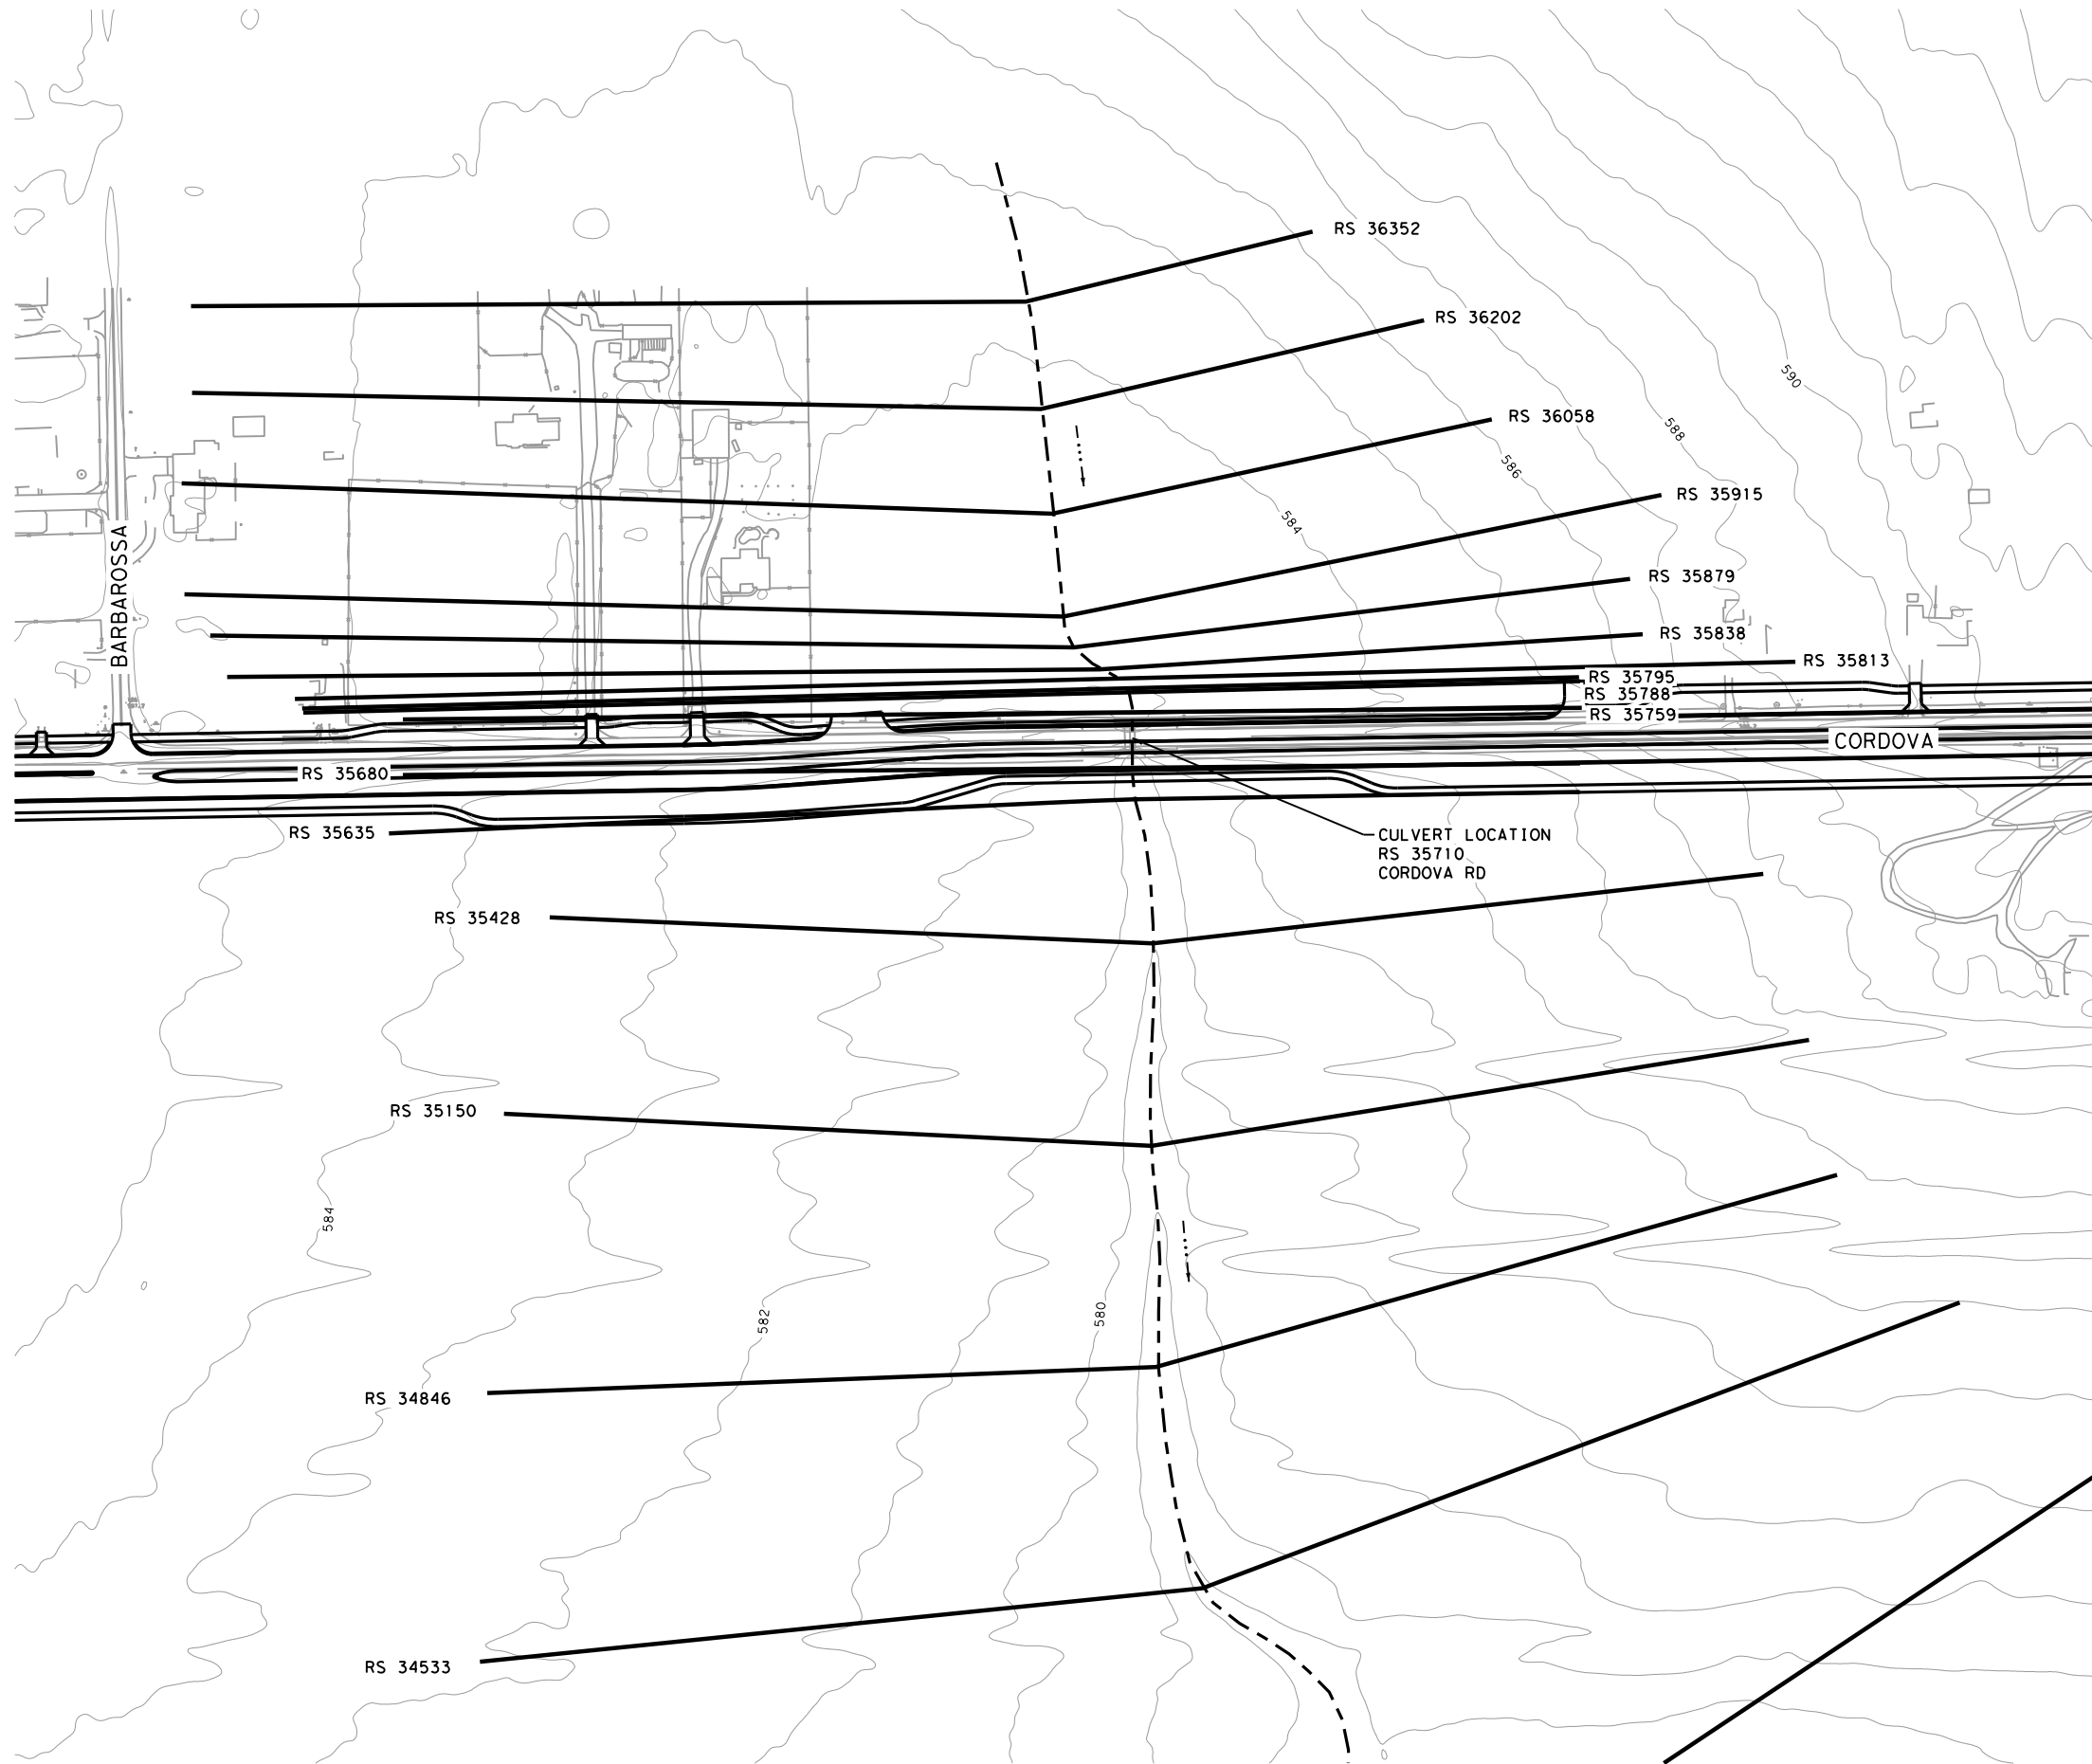 RS 36352
RS 36202
RS 36058
590
588
586
RS 35915
584
RS 35879
BARBAROSSA
RS 35838
RS 35813
RS 35795
RS 35788
RS 35759
CORDOVA
RS 35680
RS 35635
CULVERT LOCATION
RS 35710
CORDOVA RD
RS 35428
RS 35150
584
582
580
RS 34846
RS 34533